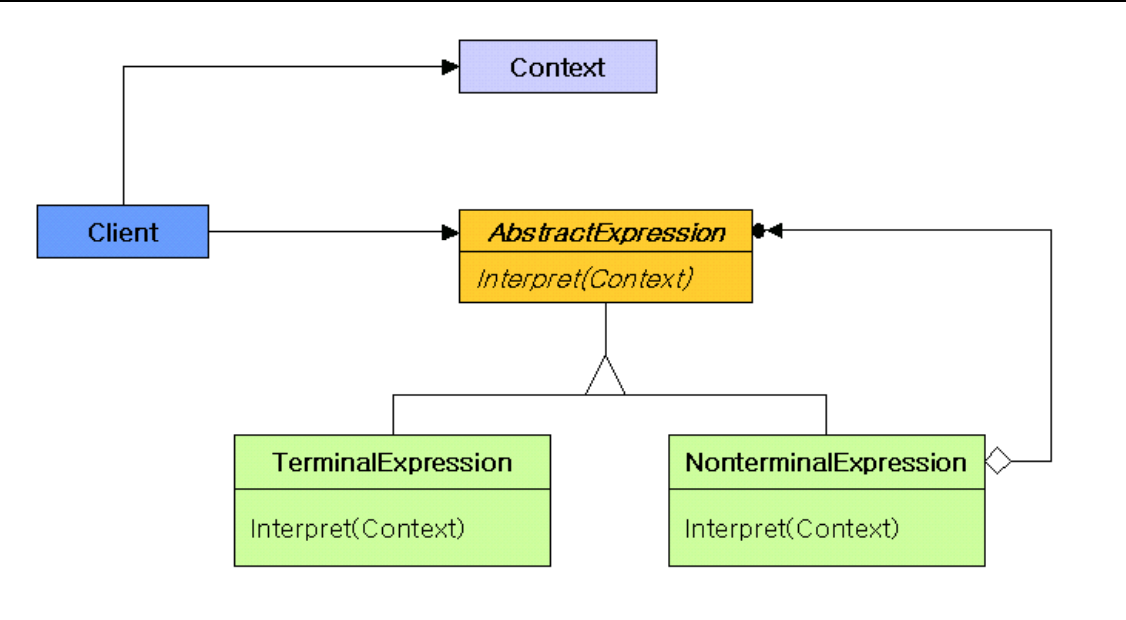 Context
Client
AbstractExpression
Interpret(Context)
TerminalExpression
Interpret(Context)
NonterminalExpression
Interpret(Context)